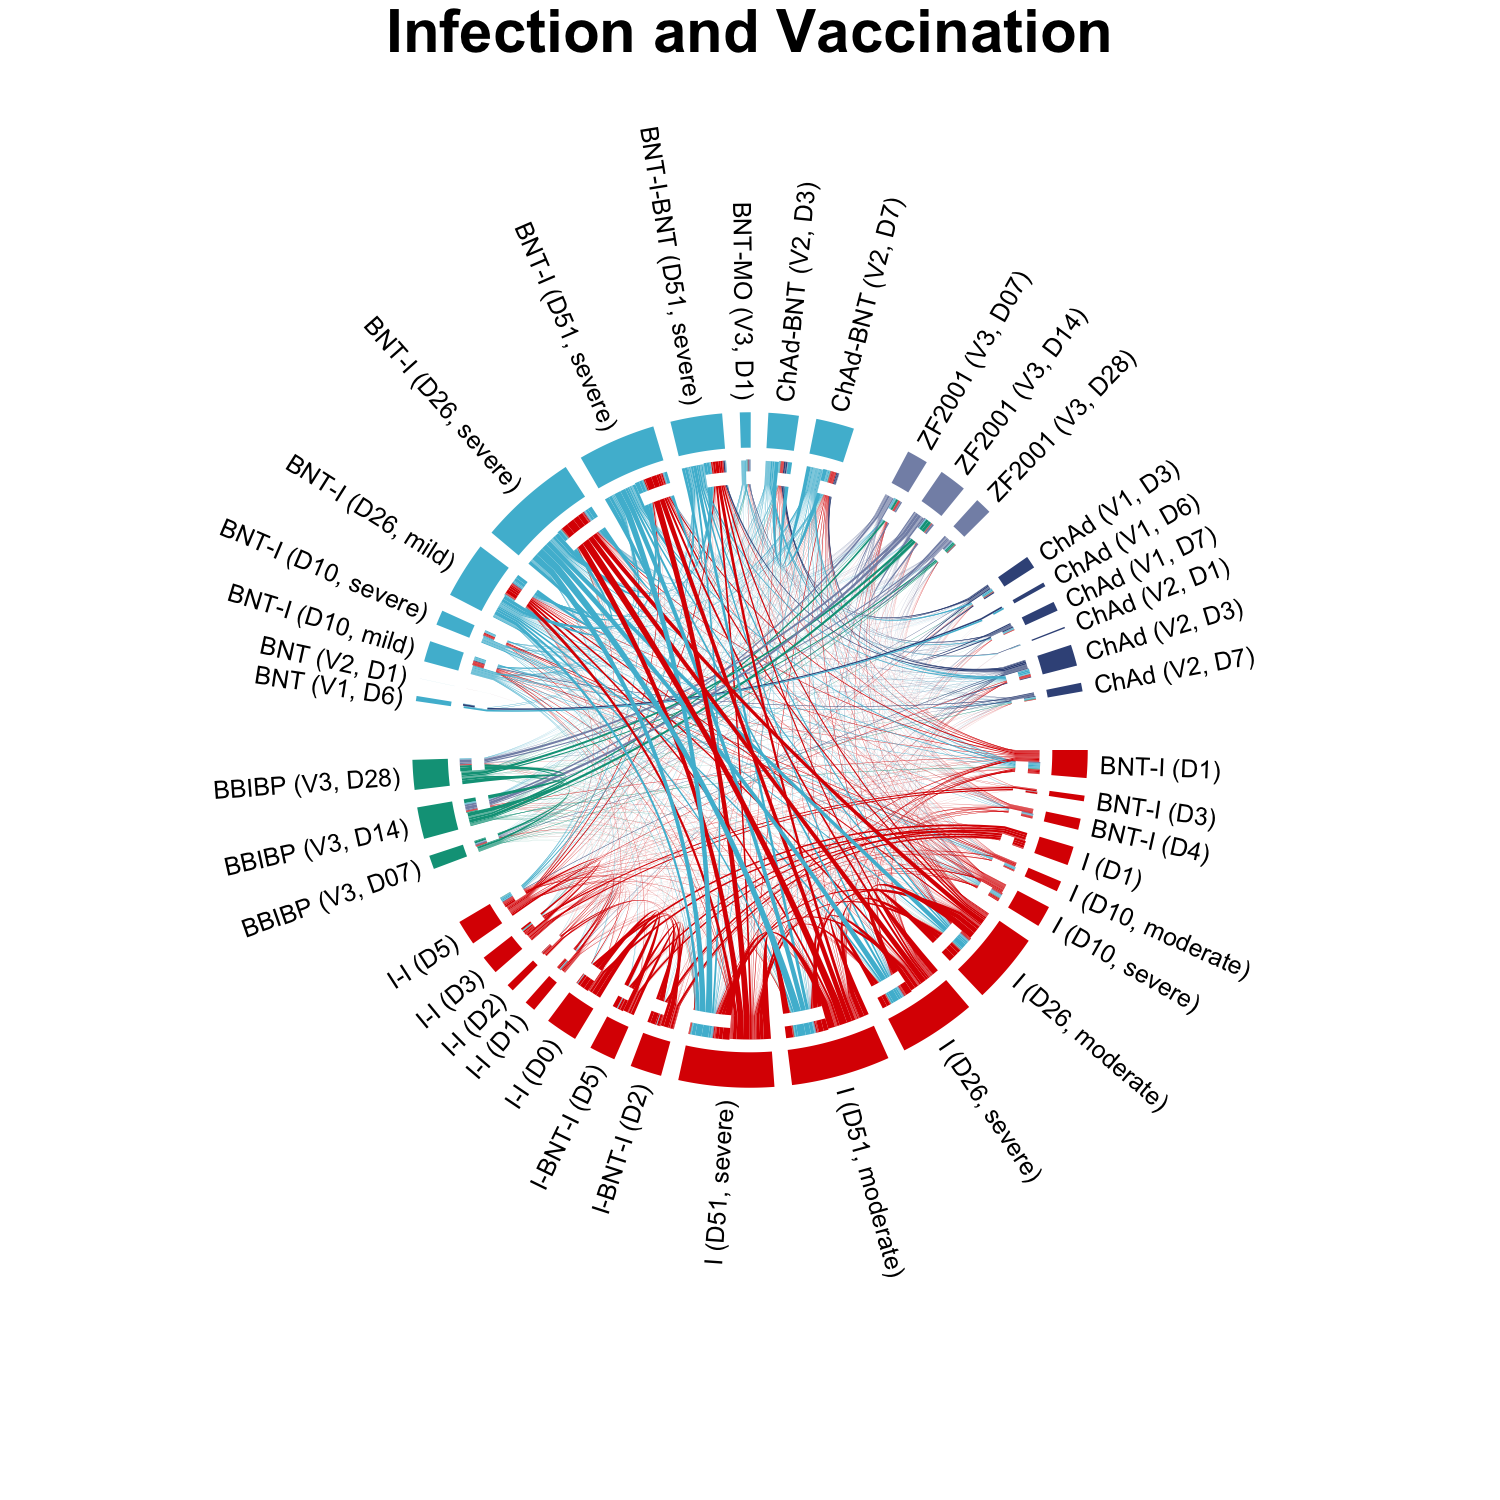 Infection and Vaccination
BNT-I-BNT (D51, severe)
BNT-MO (V3, D1)
ChAd-BNT (V2, D3)
ChAd-BNT (V2, D7)
ZF2001 (V3, D07)
ZF2001 (V3, D14)
ZF2001 (V3, D28)
ChAd (V1, D3)
ChAd (V1, D6)
ChAd (V1, D7)
ChAd (V2, D1)
ChAd (V2, D3)
ChAd (V2, D7)
BNT-I (D1)
BNT-I (D3)
BNT-I (D4)
I (D1)
I (D10, moderate)
I (D10, severe)
I (D26, moderate)
I (D26, severe)
I (D51, moderate)
I (D51, severe)
I-BNT-I (D2)
I-BNT-I (D5)
I-I (D0)
I-I (D1)
I-I (D2)
I-I (D3)
I-I (D5)
BBIBP (V3, D07)
BBIBP (V3, D14)
BBIBP (V3, D28)
BNT (V1, D6)
BNT (V2, D1)
BNT-I (D10, mild)
BNT-I (D10, severe)
BNT-I (D26, mild)
BNT-I (D26, severe)
BNT-I (D51, severe)